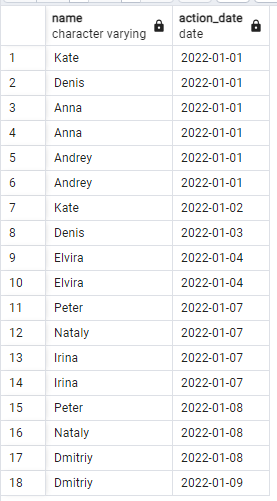 name action_date
character varying date
1 Kate 2022-01-01
2 Denis 2022-01-01
3 Anna 2022-01-01
4 Anna 2022-01-01
5 Andrey 2022-01-01
6 Andrey 2022-01-01
7 Kate 2022-01-02
8 Denis 2022-01-03
9 Elvira 2022-01-04
10 Elvira 2022-01-04
11 Peter 2022-01-07
12 Nataly 2022-01-07
13 Irina 2022-01-07
14 Irina 2022-01-07
15 Peter 2022-01-08
16 Nataly 2022-01-08
17 Dmitriy 2022-01-08
18 Dmitriy 2022-01-09